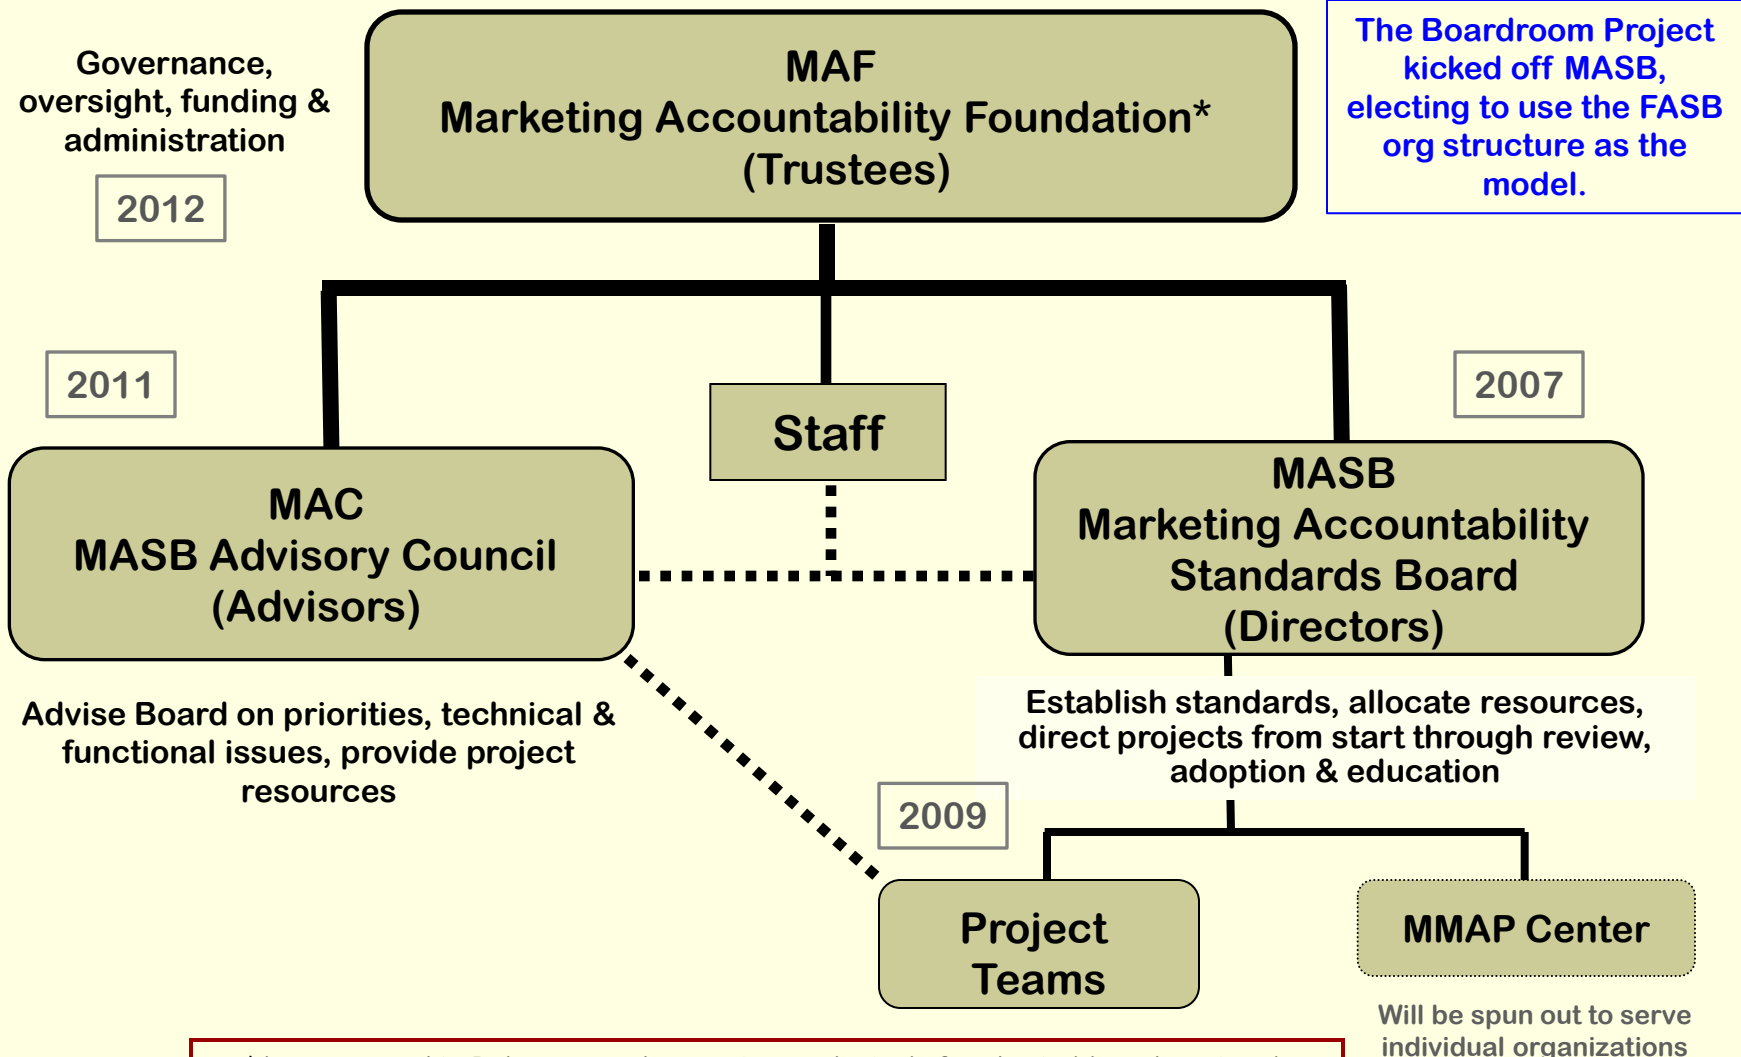 Governance,
oversight, funding &
administration
2012
MAF
Marketing Accountability Foundation*
(Trustees)
The Boardroom Project
kicked off MASB,
electing to use the FASB
org structure as the
model.
2011
Staff
2007
MAC
MASB Advisory Council
(Advisors)
MASB
Marketing Accountability
Standards Board
(Directors)
Advise Board on priorities, technical &
functional issues, provide project
resources
Establish standards, allocate resources,
direct projects from start through review,
adoption & education
2009
Project
Teams
MMAP Center
Will be spun out to serve
individual organizations